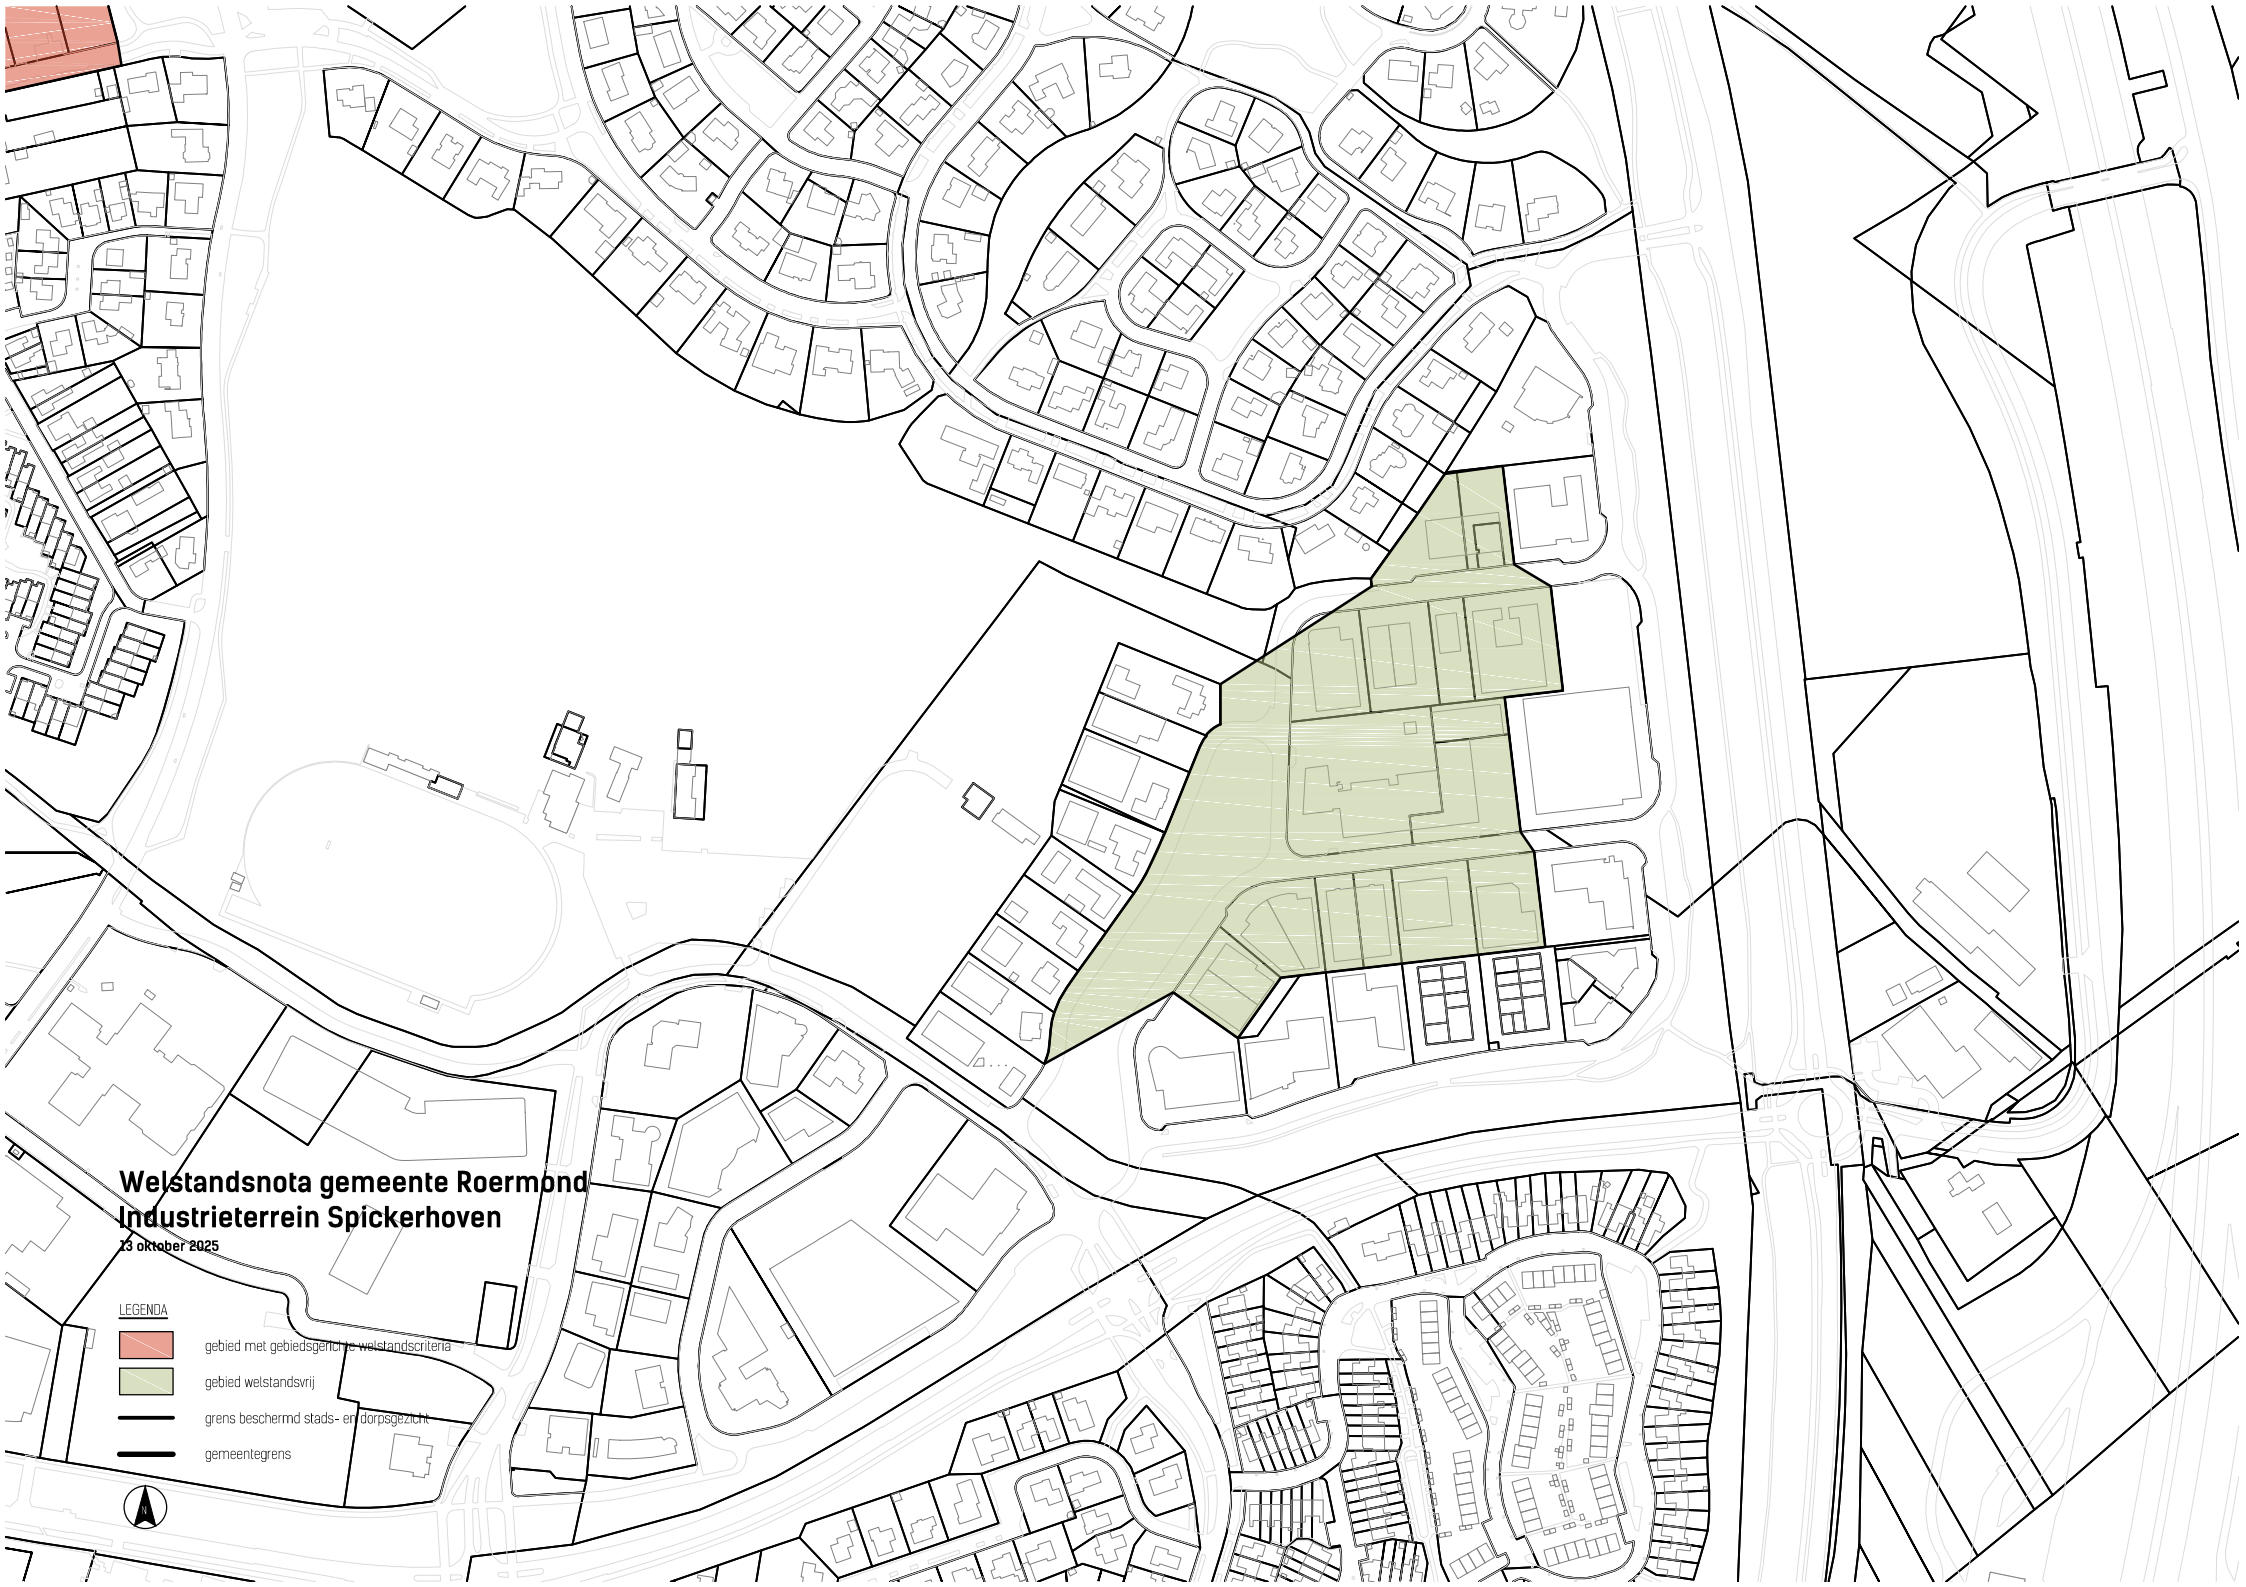 Welstandsnota gemeente Roermond
Industrieterrein Spickerhoven
13 oktober 2025
LEGENDA
gebied met gebiedsgerichte welstandscriteria
gebied welstandsvrij
grens beschermd stads- en dorpsgezicht
gemeentegrens
N